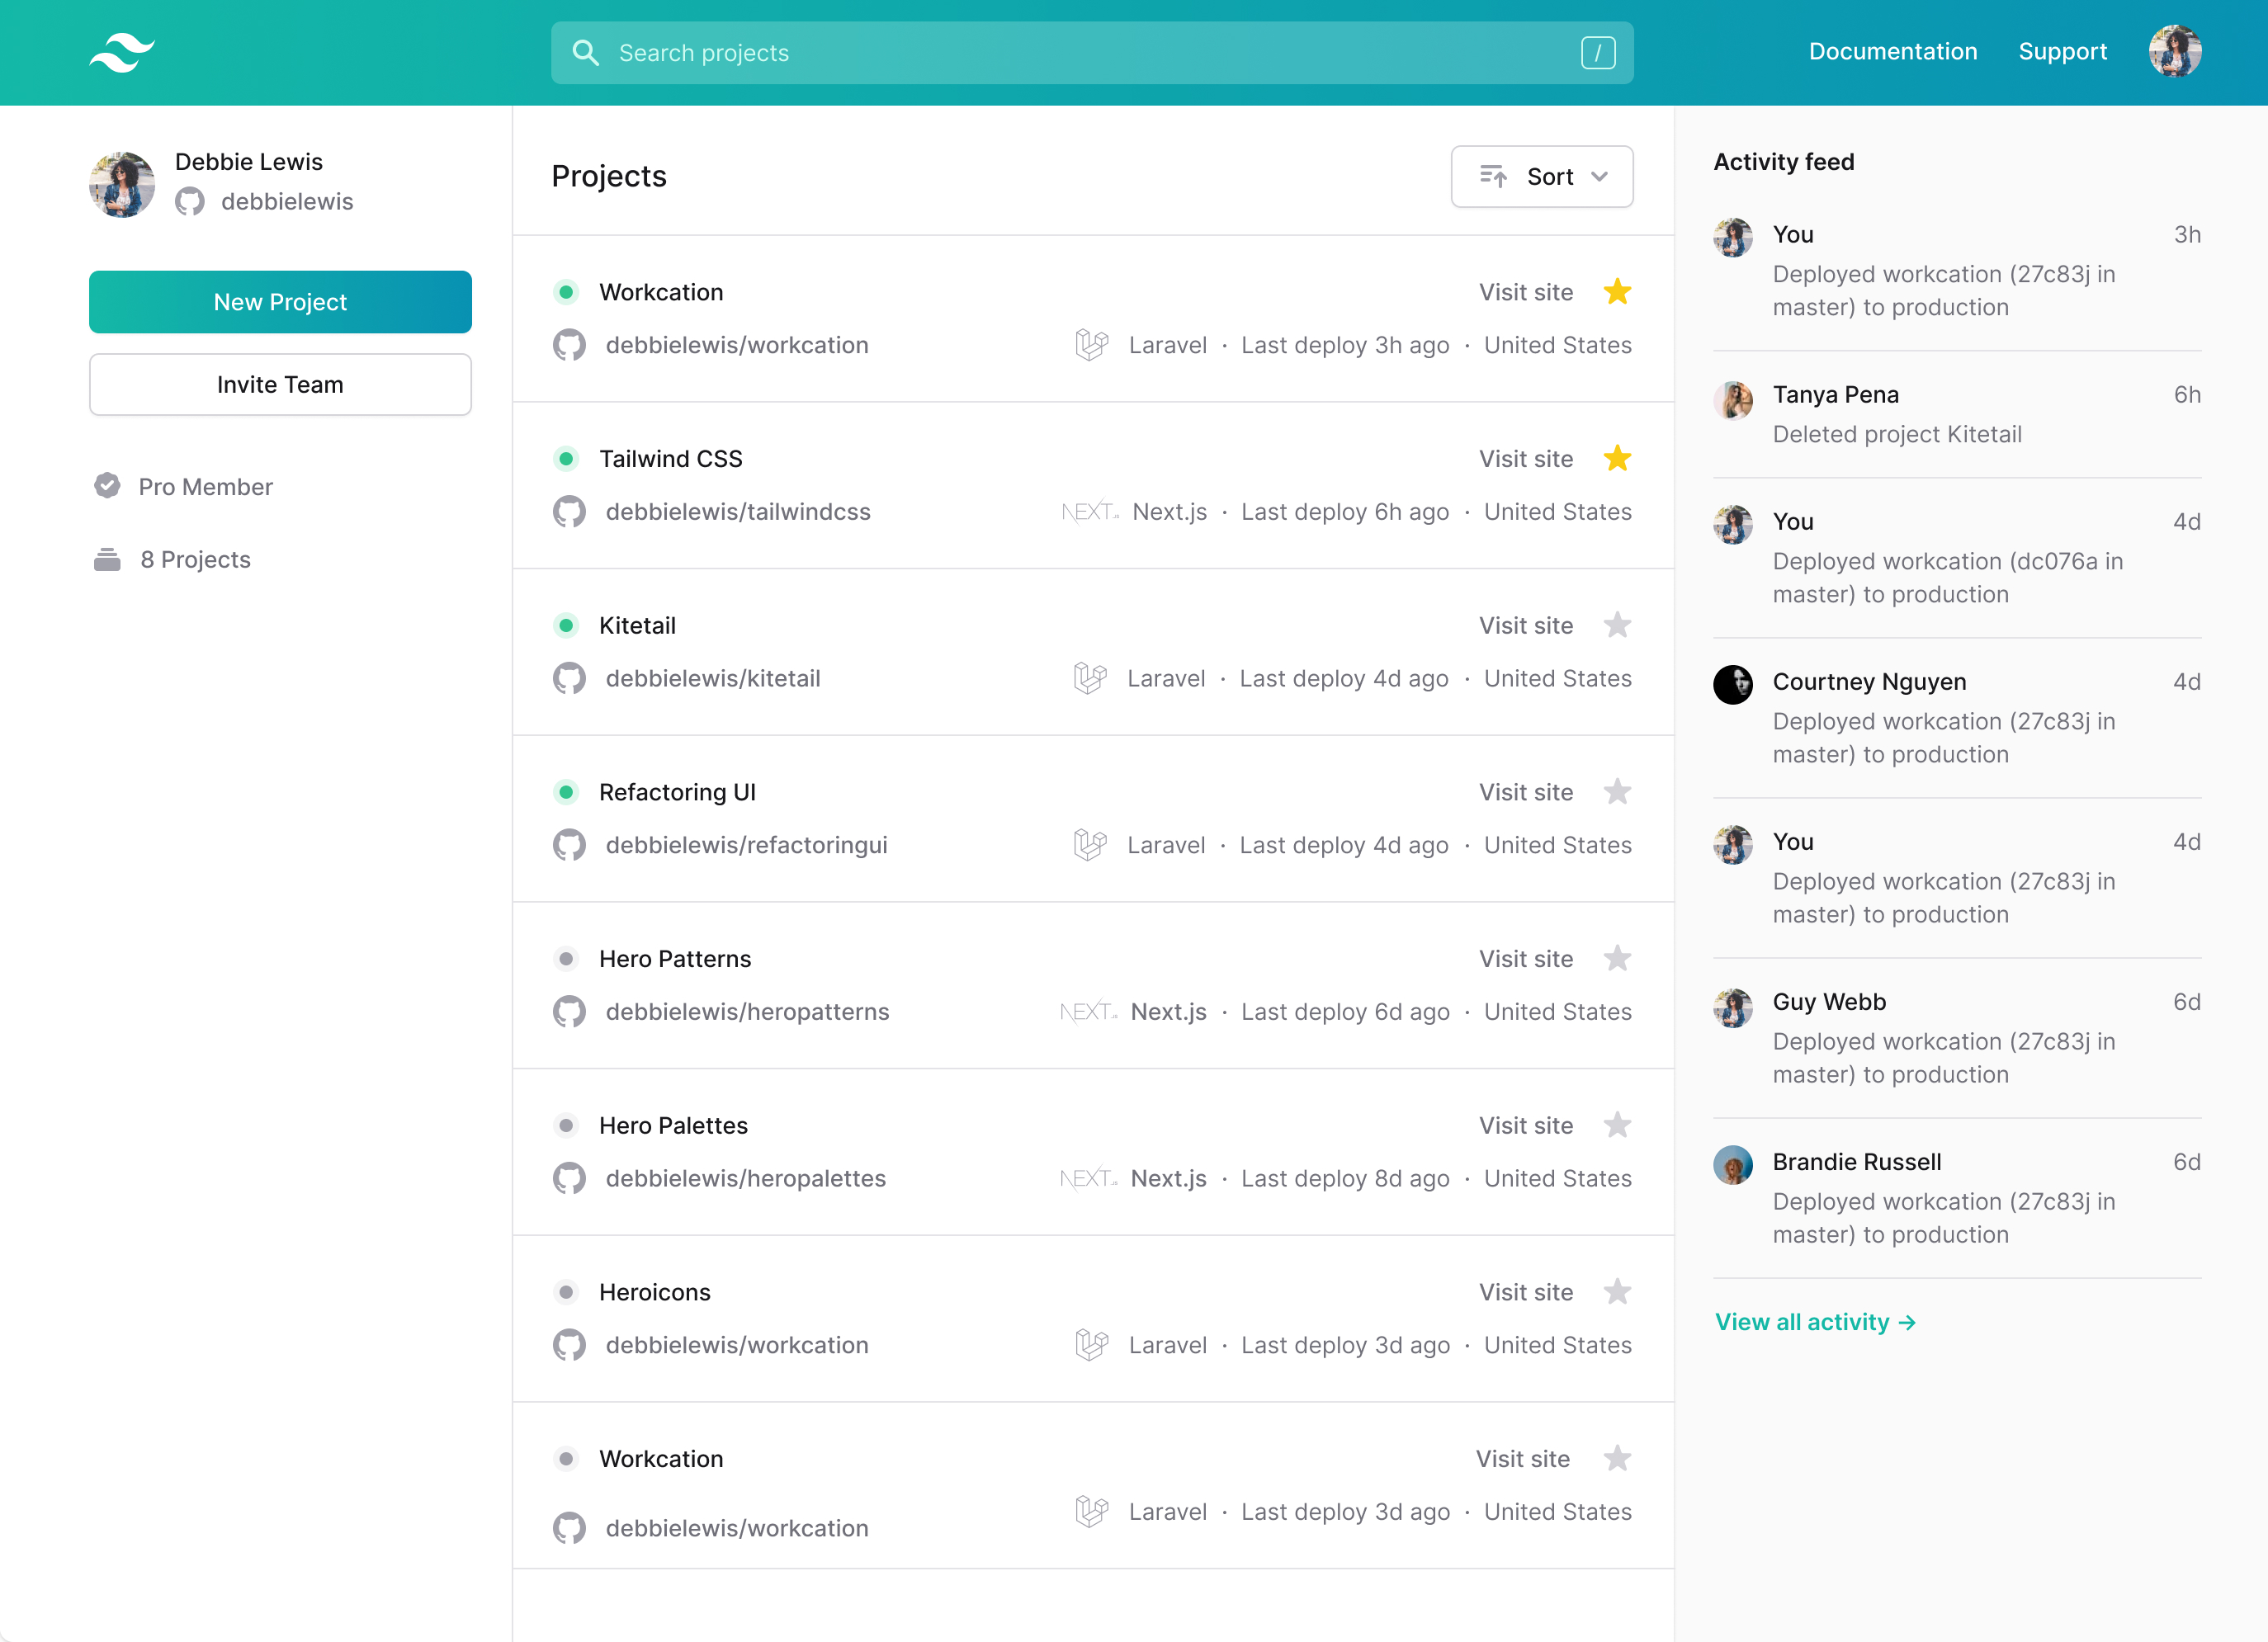 Search projects
/
Documentation
Support
Debbie Lewis
debbielewis
New Project
Invite Team
Pro Member
8 Projects
Projects
Sort
Workcation
Visit site
debbielewis/workcation
Laravel · Last deploy 3h ago · United States
Tailwind CSS
Visit site
debbielewis/tailwindcss
NEXT.js Next.js · Last deploy 6h ago · United States
Kitetail
Visit site
debbielewis/kitetail
Laravel · Last deploy 4d ago · United States
Refactoring UI
Visit site
debbielewis/refactoringui
Laravel · Last deploy 4d ago · United States
Hero Patterns
Visit site
debbielewis/heropatterns
NEXT.js Next.js · Last deploy 6d ago · United States
Hero Palettes
Visit site
debbielewis/heropalettes
NEXT.js Next.js · Last deploy 8d ago · United States
Heroicons
Visit site
debbielewis/workcation
Laravel · Last deploy 3d ago · United States
Workcation
Visit site
debbielewis/workcation
Laravel · Last deploy 3d ago · United States
Activity feed
You
3h
Deployed workcation (27c83j in
master) to production
Tanya Pena
6h
Deleted project Kitetail
You
4d
Deployed workcation (dc076a in
master) to production
Courtney Nguyen
4d
Deployed workcation (27c83j in
master) to production
You
4d
Deployed workcation (27c83j in
master) to production
Guy Webb
6d
Deployed workcation (27c83j in
master) to production
Brandie Russell
6d
Deployed workcation (27c83j in
master) to production
View all activity →